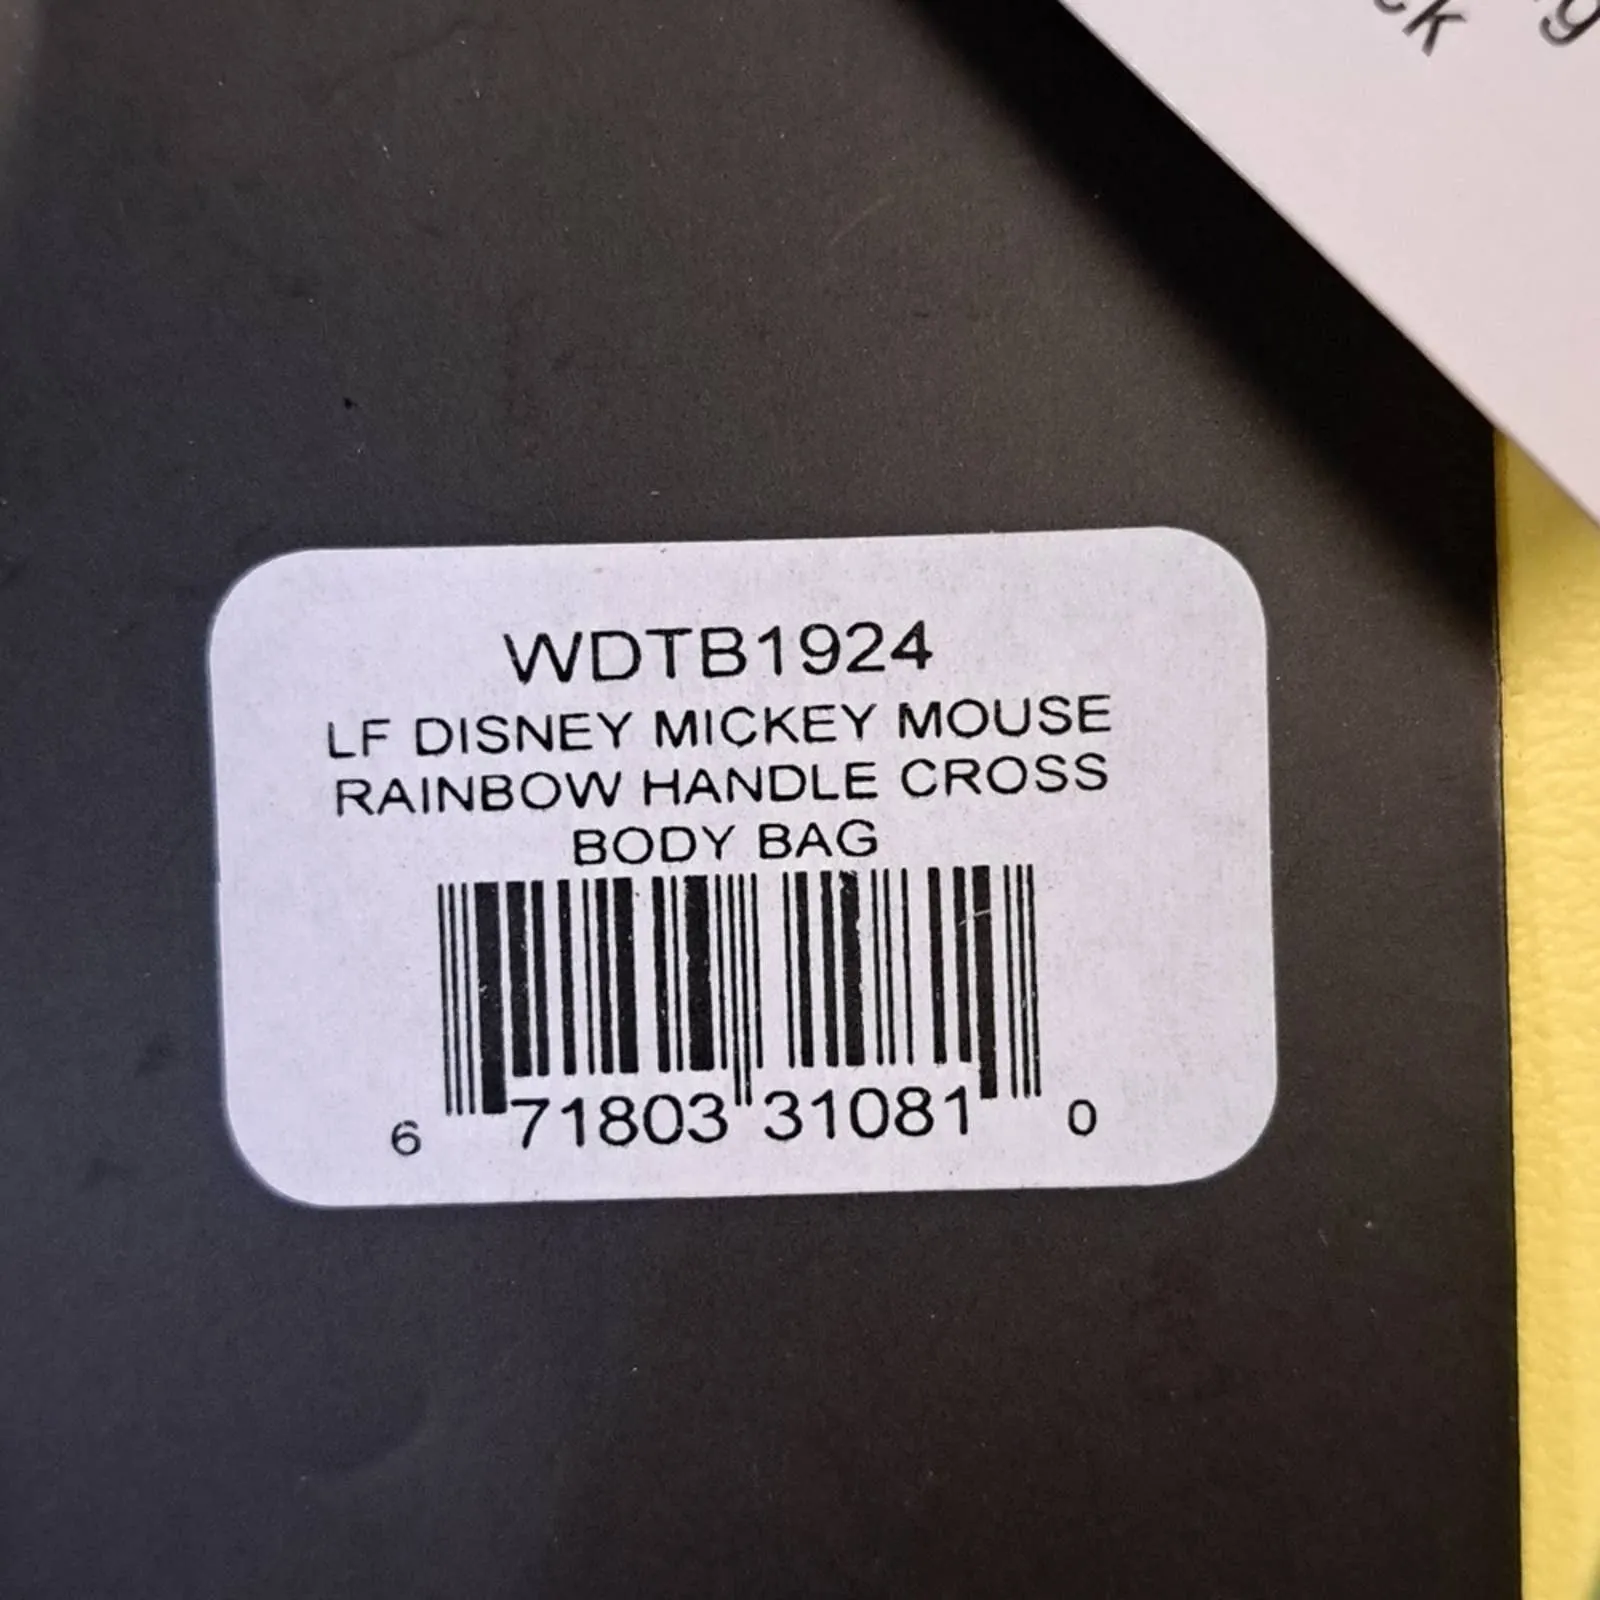 WDTB1924
LF DISNEY MICKEY MOUSE
RAINBOW HANDLE CROSS
BODY BAG
6 71803 31081 0